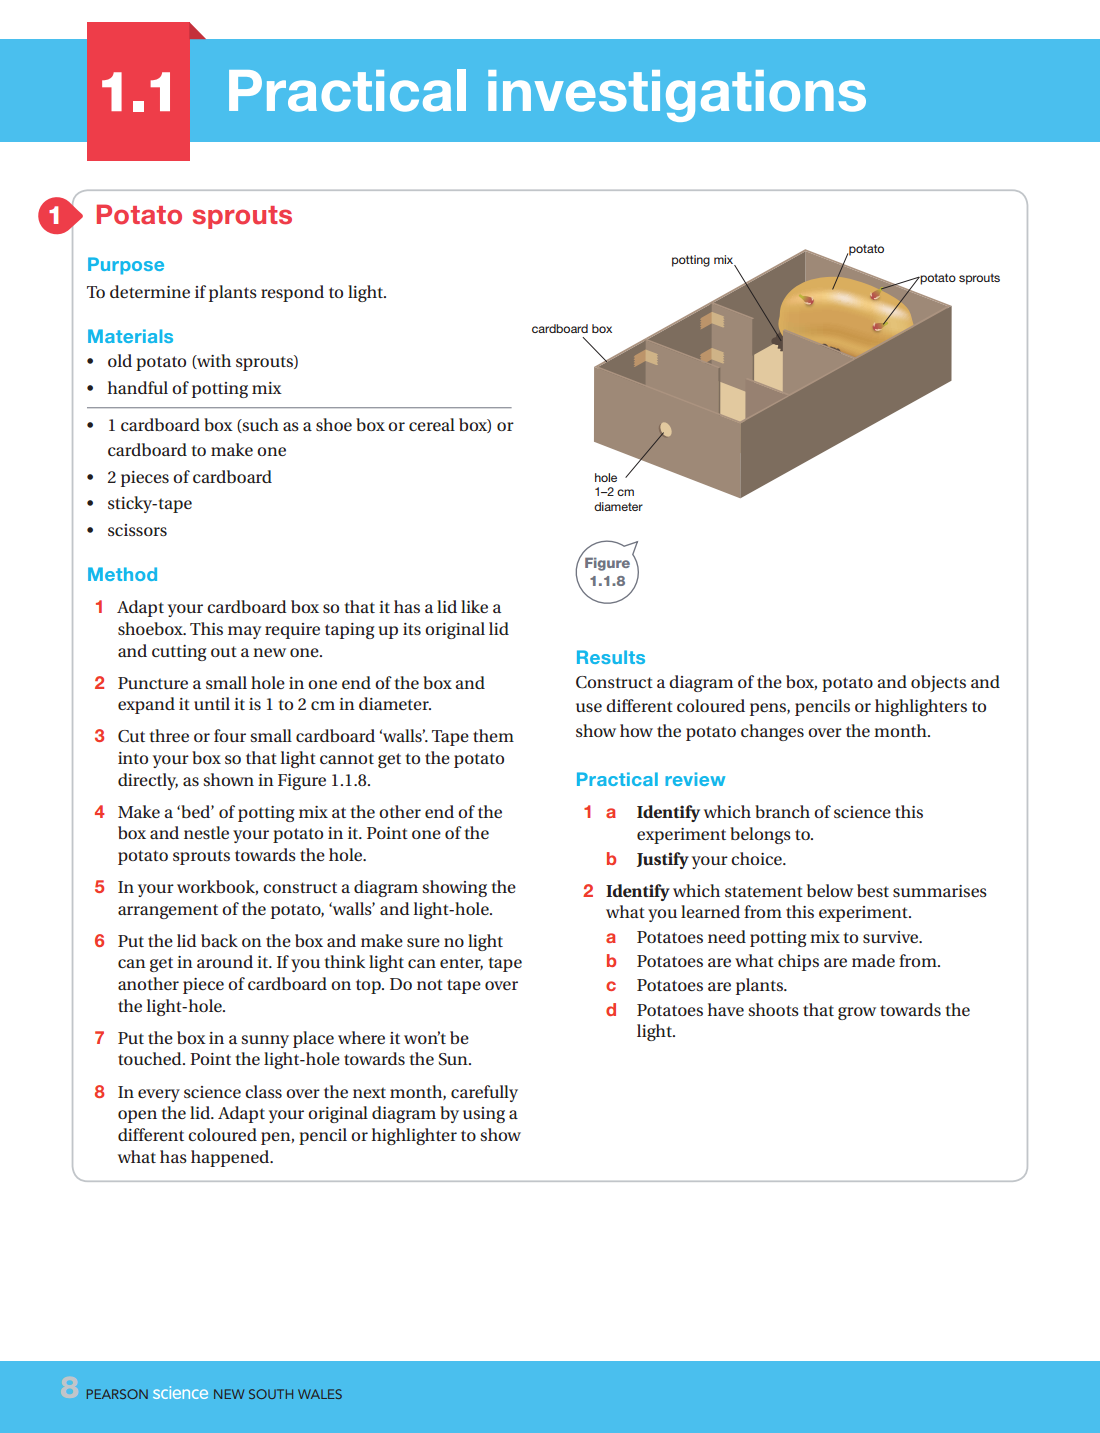 1.1
Practical investigations
1
Potato sprouts
Purpose
To determine if plants respond to light.
Materials
• old potato (with sprouts)
• handful of potting mix
• 1 cardboard box (such as a shoe box or cereal box) or
cardboard to make one
• 2 pieces of cardboard
• sticky-tape
• scissors
Method
1 Adapt your cardboard box so that it has a lid like a
shoebox. This may require taping up its original lid
and cutting out a new one.
2 Puncture a small hole in one end of the box and
expand it until it is 1 to 2 cm in diameter.
3 Cut three or four small cardboard ‘walls’. Tape them
into your box so that light cannot get to the potato
directly, as shown in Figure 1.1.8.
4 Make a ‘bed’ of potting mix at the other end of the
box and nestle your potato in it. Point one of the
potato sprouts towards the hole.
5 In your workbook, construct a diagram showing the
arrangement of the potato, ‘walls’ and light-hole.
6 Put the lid back on the box and make sure no light
can get in around it. If you think light can enter, tape
another piece of cardboard on top. Do not tape over
the light-hole.
7 Put the box in a sunny place where it won’t be
touched. Point the light-hole towards the Sun.
8 In every science class over the next month, carefully
open the lid. Adapt your original diagram by using a
different coloured pen, pencil or highlighter to show
what has happened.
potato
potting mix
potato sprouts
cardboard box
hole
1–2 cm
diameter
Figure
1.1.8
Results
Construct a diagram of the box, potato and objects and
use different coloured pens, pencils or highlighters to
show how the potato changes over the month.
Practical review
1 a Identify which branch of science this
experiment belongs to.
b Justify your choice.
2 Identify which statement below best summarises
what you learned from this experiment.
a Potatoes need potting mix to survive.
b Potatoes are what chips are made from.
c Potatoes are plants.
d Potatoes have shoots that grow towards the
light.
8 PEARSON science NEW SOUTH WALES